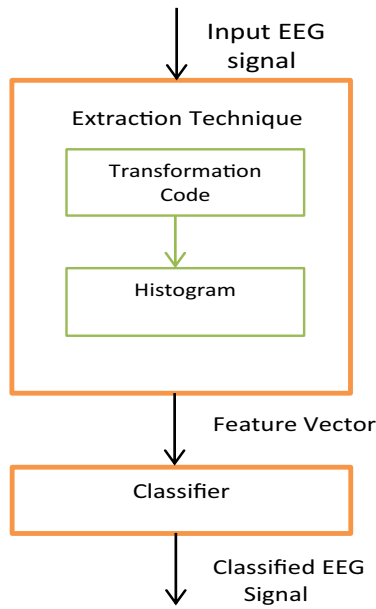 Input EEG
signal
Extraction Technique
Transformation
Code
Histogram
Feature Vector
Classifier
Classified EEG
Signal